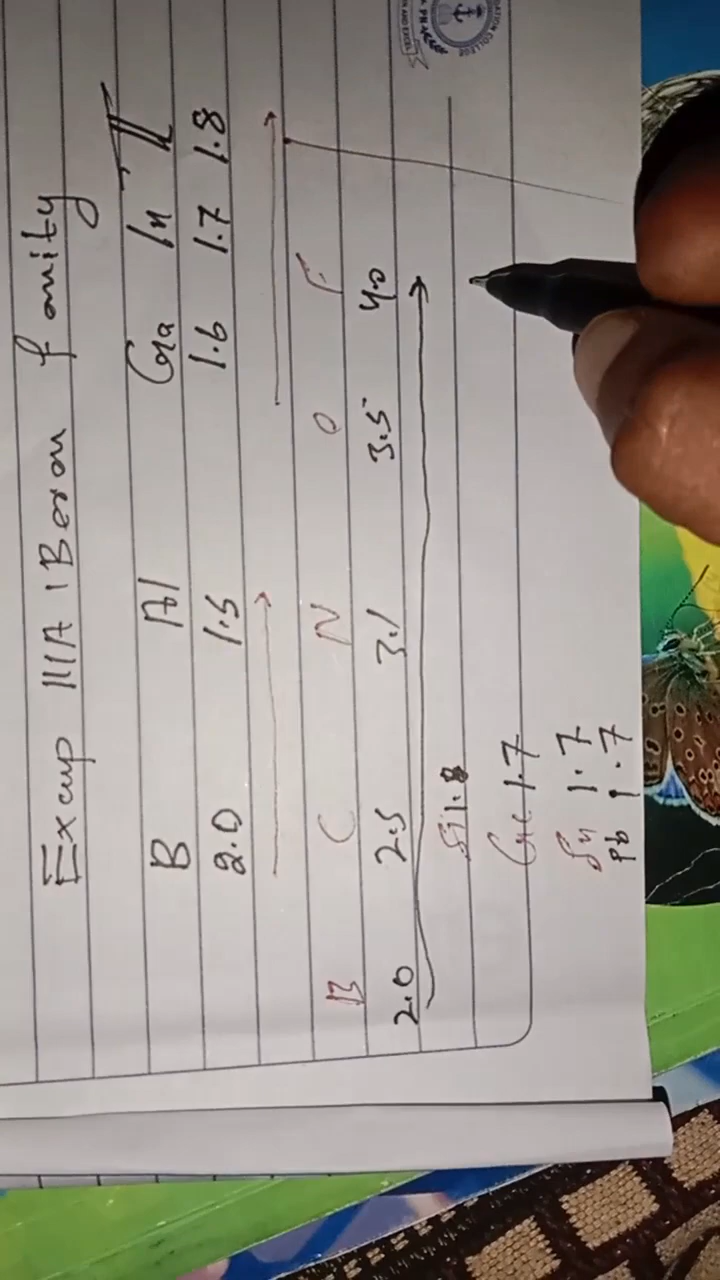 Excep IIIA | Boron family
B Al Ga In Tl
2.0 1.5 1.6 1.7 1.8
B C N O F
2.0 2.5 3.1 3.5 4.0
Si 1.8
Ge 1.7
Sn 1.7
Pb 1.7